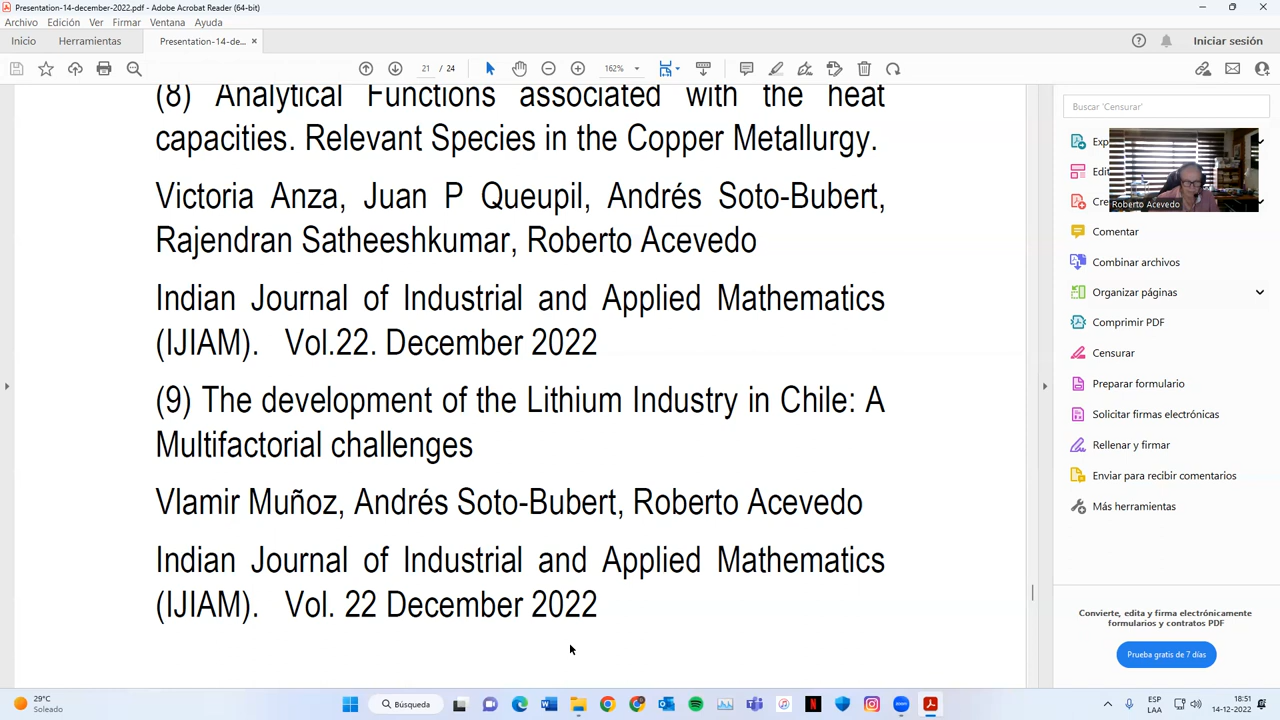 Presentation-14-december-2022.pdf - Adobe Acrobat Reader (64-bit)
Archivo Edición Ver Firmar Ventana Ayuda
Inicio Herramientas Presentation-14-de... × Iniciar sesión
21 / 24 162%
(8) Analytical Functions associated with the heat
capacities. Relevant Species in the Copper Metallurgy.
Victoria Anza, Juan P Queupil, Andrés Soto-Bubert,
Rajendran Satheeshkumar, Roberto Acevedo
Indian Journal of Industrial and Applied Mathematics
(IJIAM). Vol.22. December 2022
(9) The development of the Lithium Industry in Chile: A
Multifactorial challenges
Vlamir Muñoz, Andrés Soto-Bubert, Roberto Acevedo
Indian Journal of Industrial and Applied Mathematics
(IJIAM). Vol. 22 December 2022
Buscar 'Censurar'
Exp
Edit
Cre
Roberto Acevedo
Comentar
Combinar archivos
Organizar páginas
Comprimir PDF
Censurar
Preparar formulario
Solicitar firmas electrónicas
Rellenar y firmar
Enviar para recibir comentarios
Más herramientas
Convierte, edita y firma electrónicamente
formularios y contratos PDF
Prueba gratis de 7 días
29°C
Soleado
Búsqueda
ESP
LAA
18:51
14-12-2022